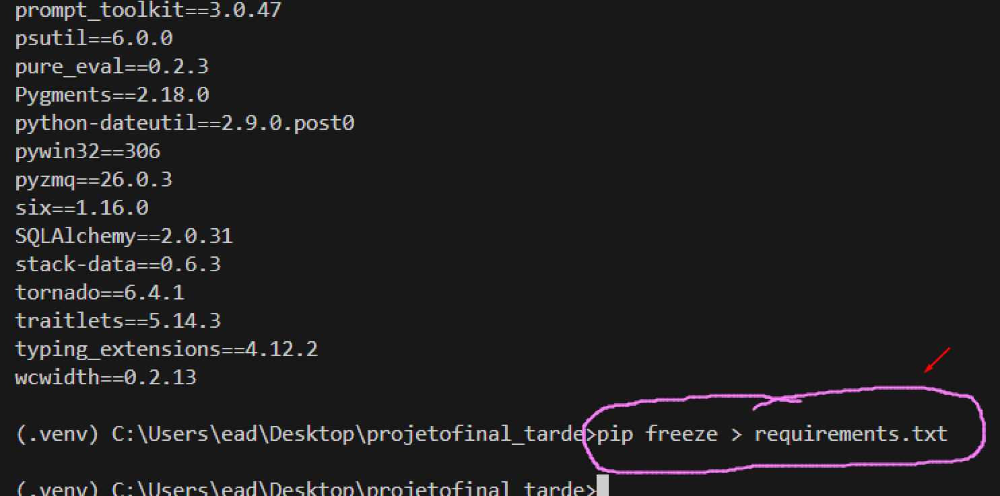 prompt_toolkit==3.0.47
psutil==6.0.0
pure_eval==0.2.3
Pygments==2.18.0
python-dateutil==2.9.0.post0
pywin32==306
pyzmq==26.0.3
six==1.16.0
SQLAlchemy==2.0.31
stack-data==0.6.3
tornado==6.4.1
traitlets==5.14.3
typing_extensions==4.12.2
wcwidth==0.2.13
(.venv) C:\Users\ead\Desktop\projetofinal_tarde>pip freeze > requirements.txt
(.venv) C:\Users\ead\Desktop\projetofinal_tarde>